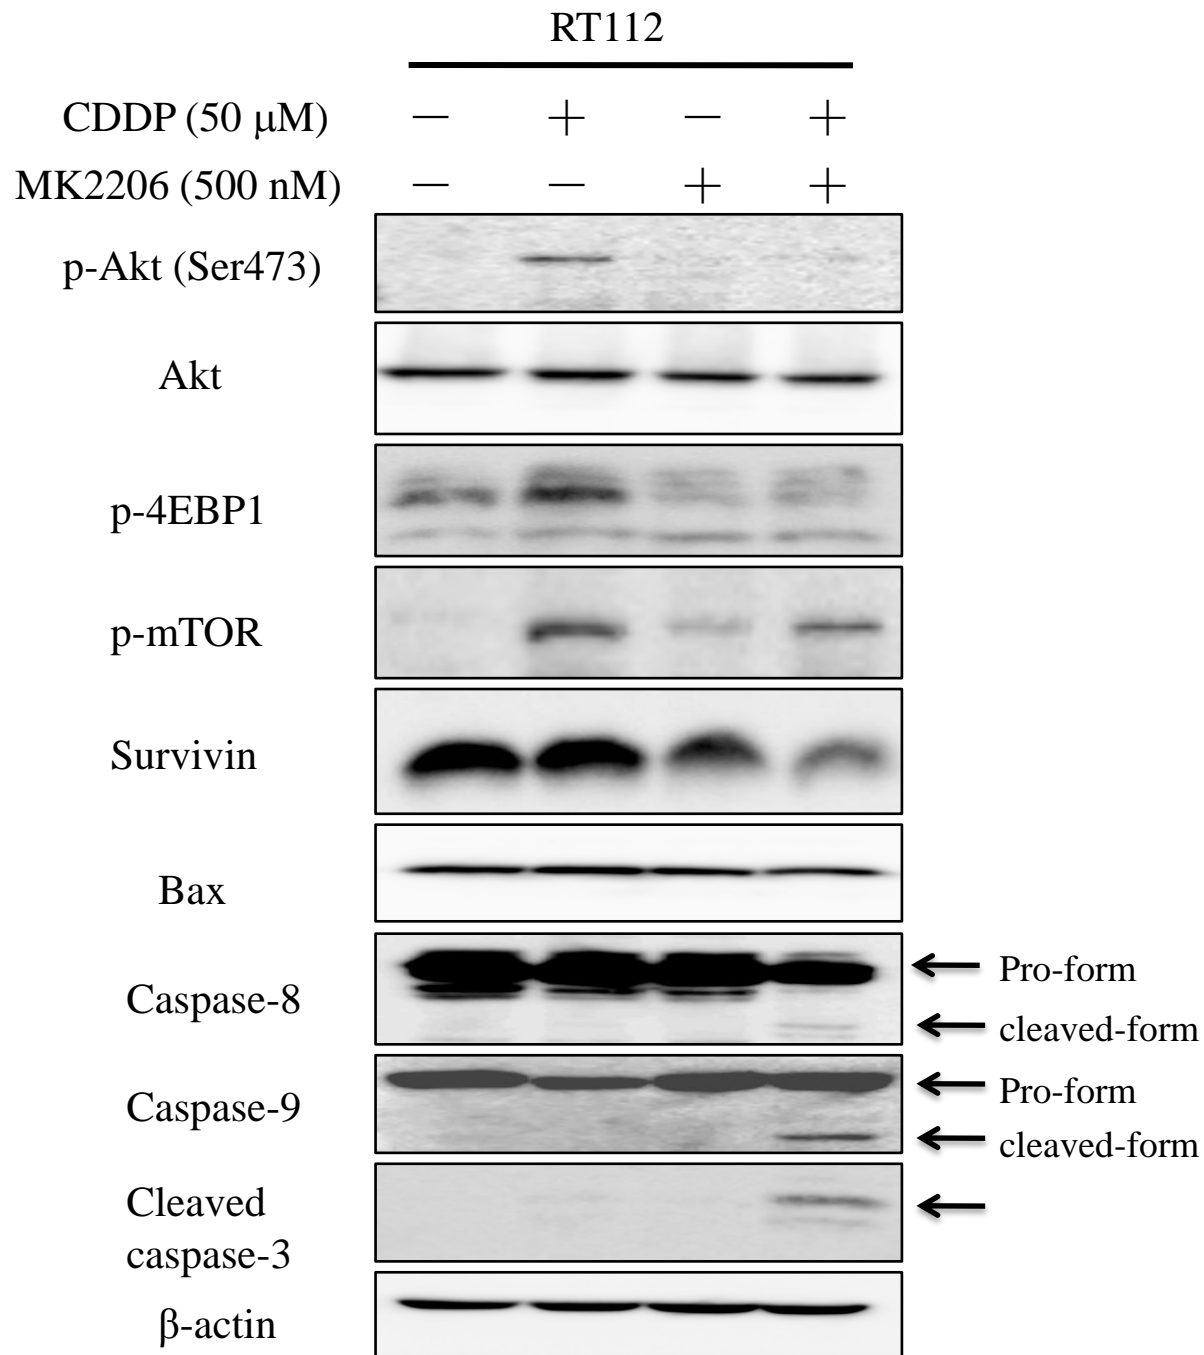 RT112
CDDP (50 μM) — + — +
MK2206 (500 nM) — — + +
p-Akt (Ser473)
Akt
p-4EBP1
p-mTOR
Survivin
Bax
Caspase-8
Pro-form
cleaved-form
Caspase-9
Pro-form
cleaved-form
Cleaved
caspase-3
β-actin